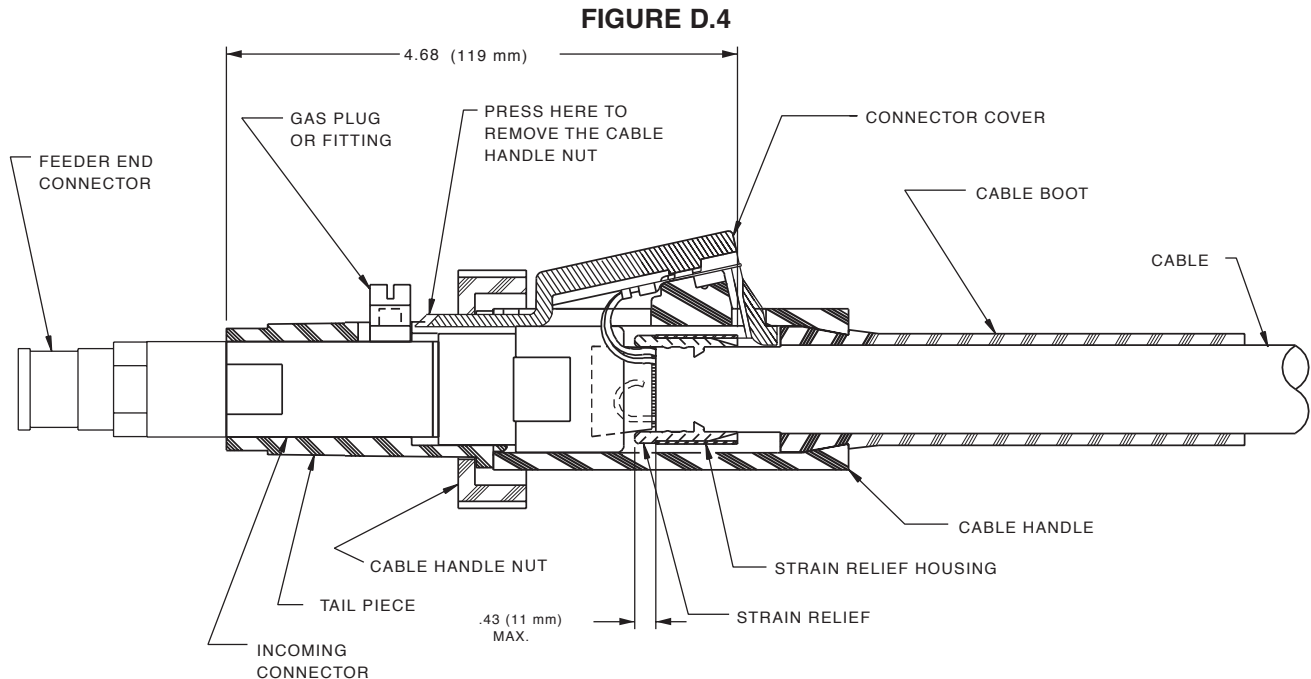 FIGURE D.4
4.68 (119 mm)
GAS PLUG
OR FITTING
PRESS HERE TO
REMOVE THE CABLE
HANDLE NUT
CONNECTOR COVER
FEEDER END
CONNECTOR
CABLE BOOT
CABLE
CABLE HANDLE
CABLE HANDLE NUT
STRAIN RELIEF HOUSING
TAIL PIECE
.43 (11 mm)
MAX.
STRAIN RELIEF
INCOMING
CONNECTOR